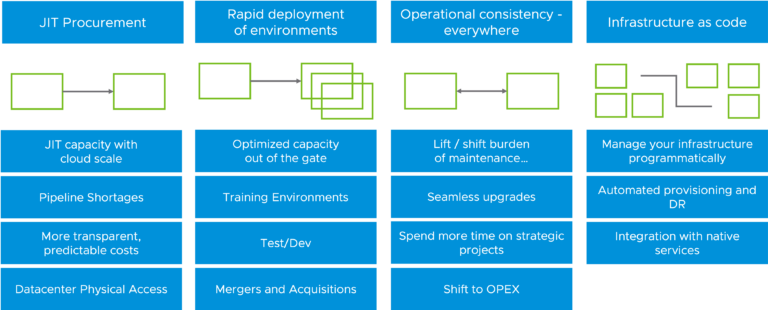 JIT Procurement
Rapid deployment
of environments
Operational consistency -
everywhere
Infrastructure as code
JIT capacity with
cloud scale
Pipeline Shortages
More transparent,
predictable costs
Datacenter Physical Access
Optimized capacity
out of the gate
Training Environments
Test/Dev
Mergers and Acquisitions
Lift / shift burden
of maintenance...
Seamless upgrades
Spend more time on strategic
projects
Shift to OPEX
Manage your infrastructure
programmatically
Automated provisioning and
DR
Integration with native
services